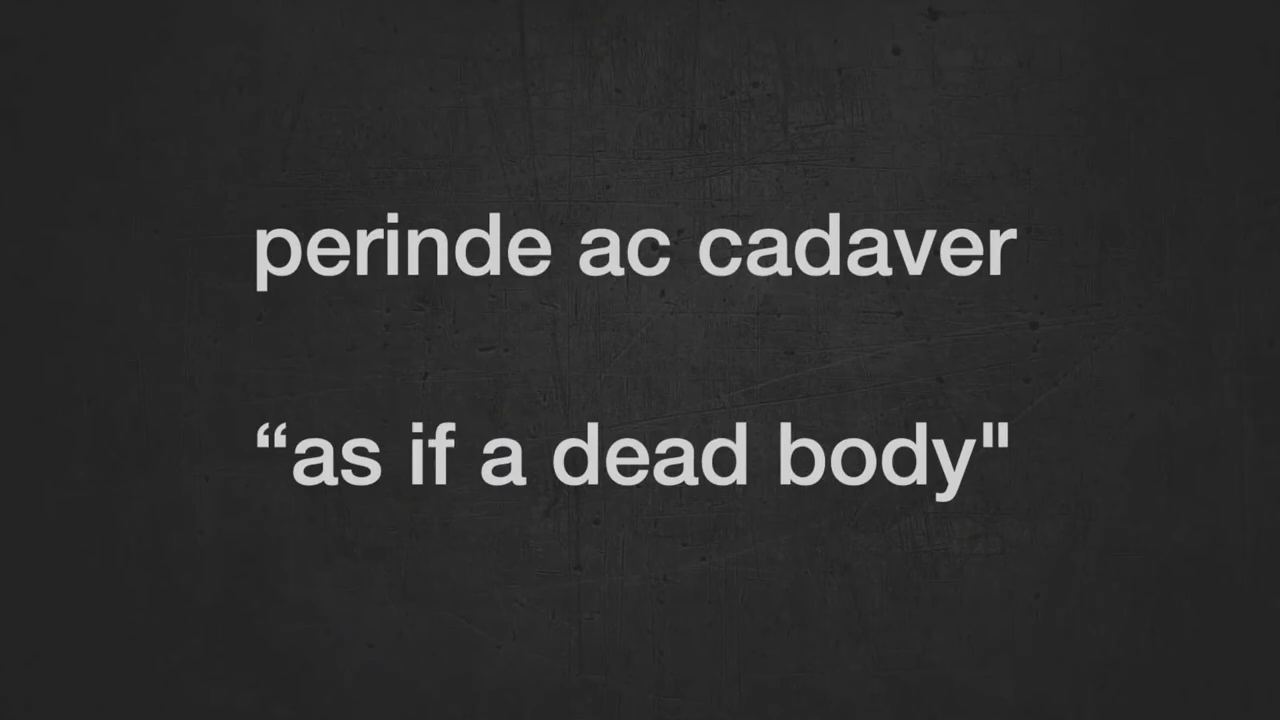 perinde ac cadaver
“as if a dead body"